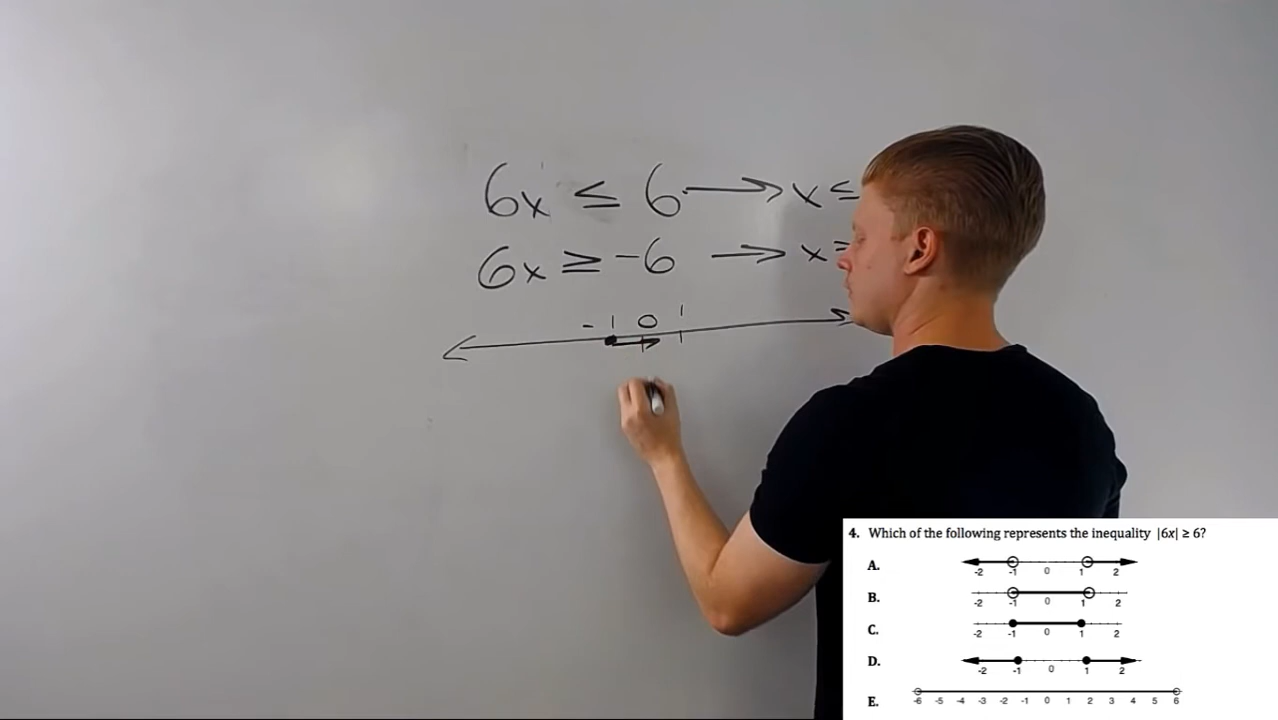 6x ≤ 6 → x ≤
6x ≥ -6 → x ≥
-1 0 1
4. Which of the following represents the inequality |6x| ≥ 6?
A. -2 -1 0 1 2
B. -2 -1 0 1 2
C. -2 -1 0 1 2
D. -2 -1 0 1 2
E. -6 -5 -4 -3 -2 -1 0 1 2 3 4 5 6